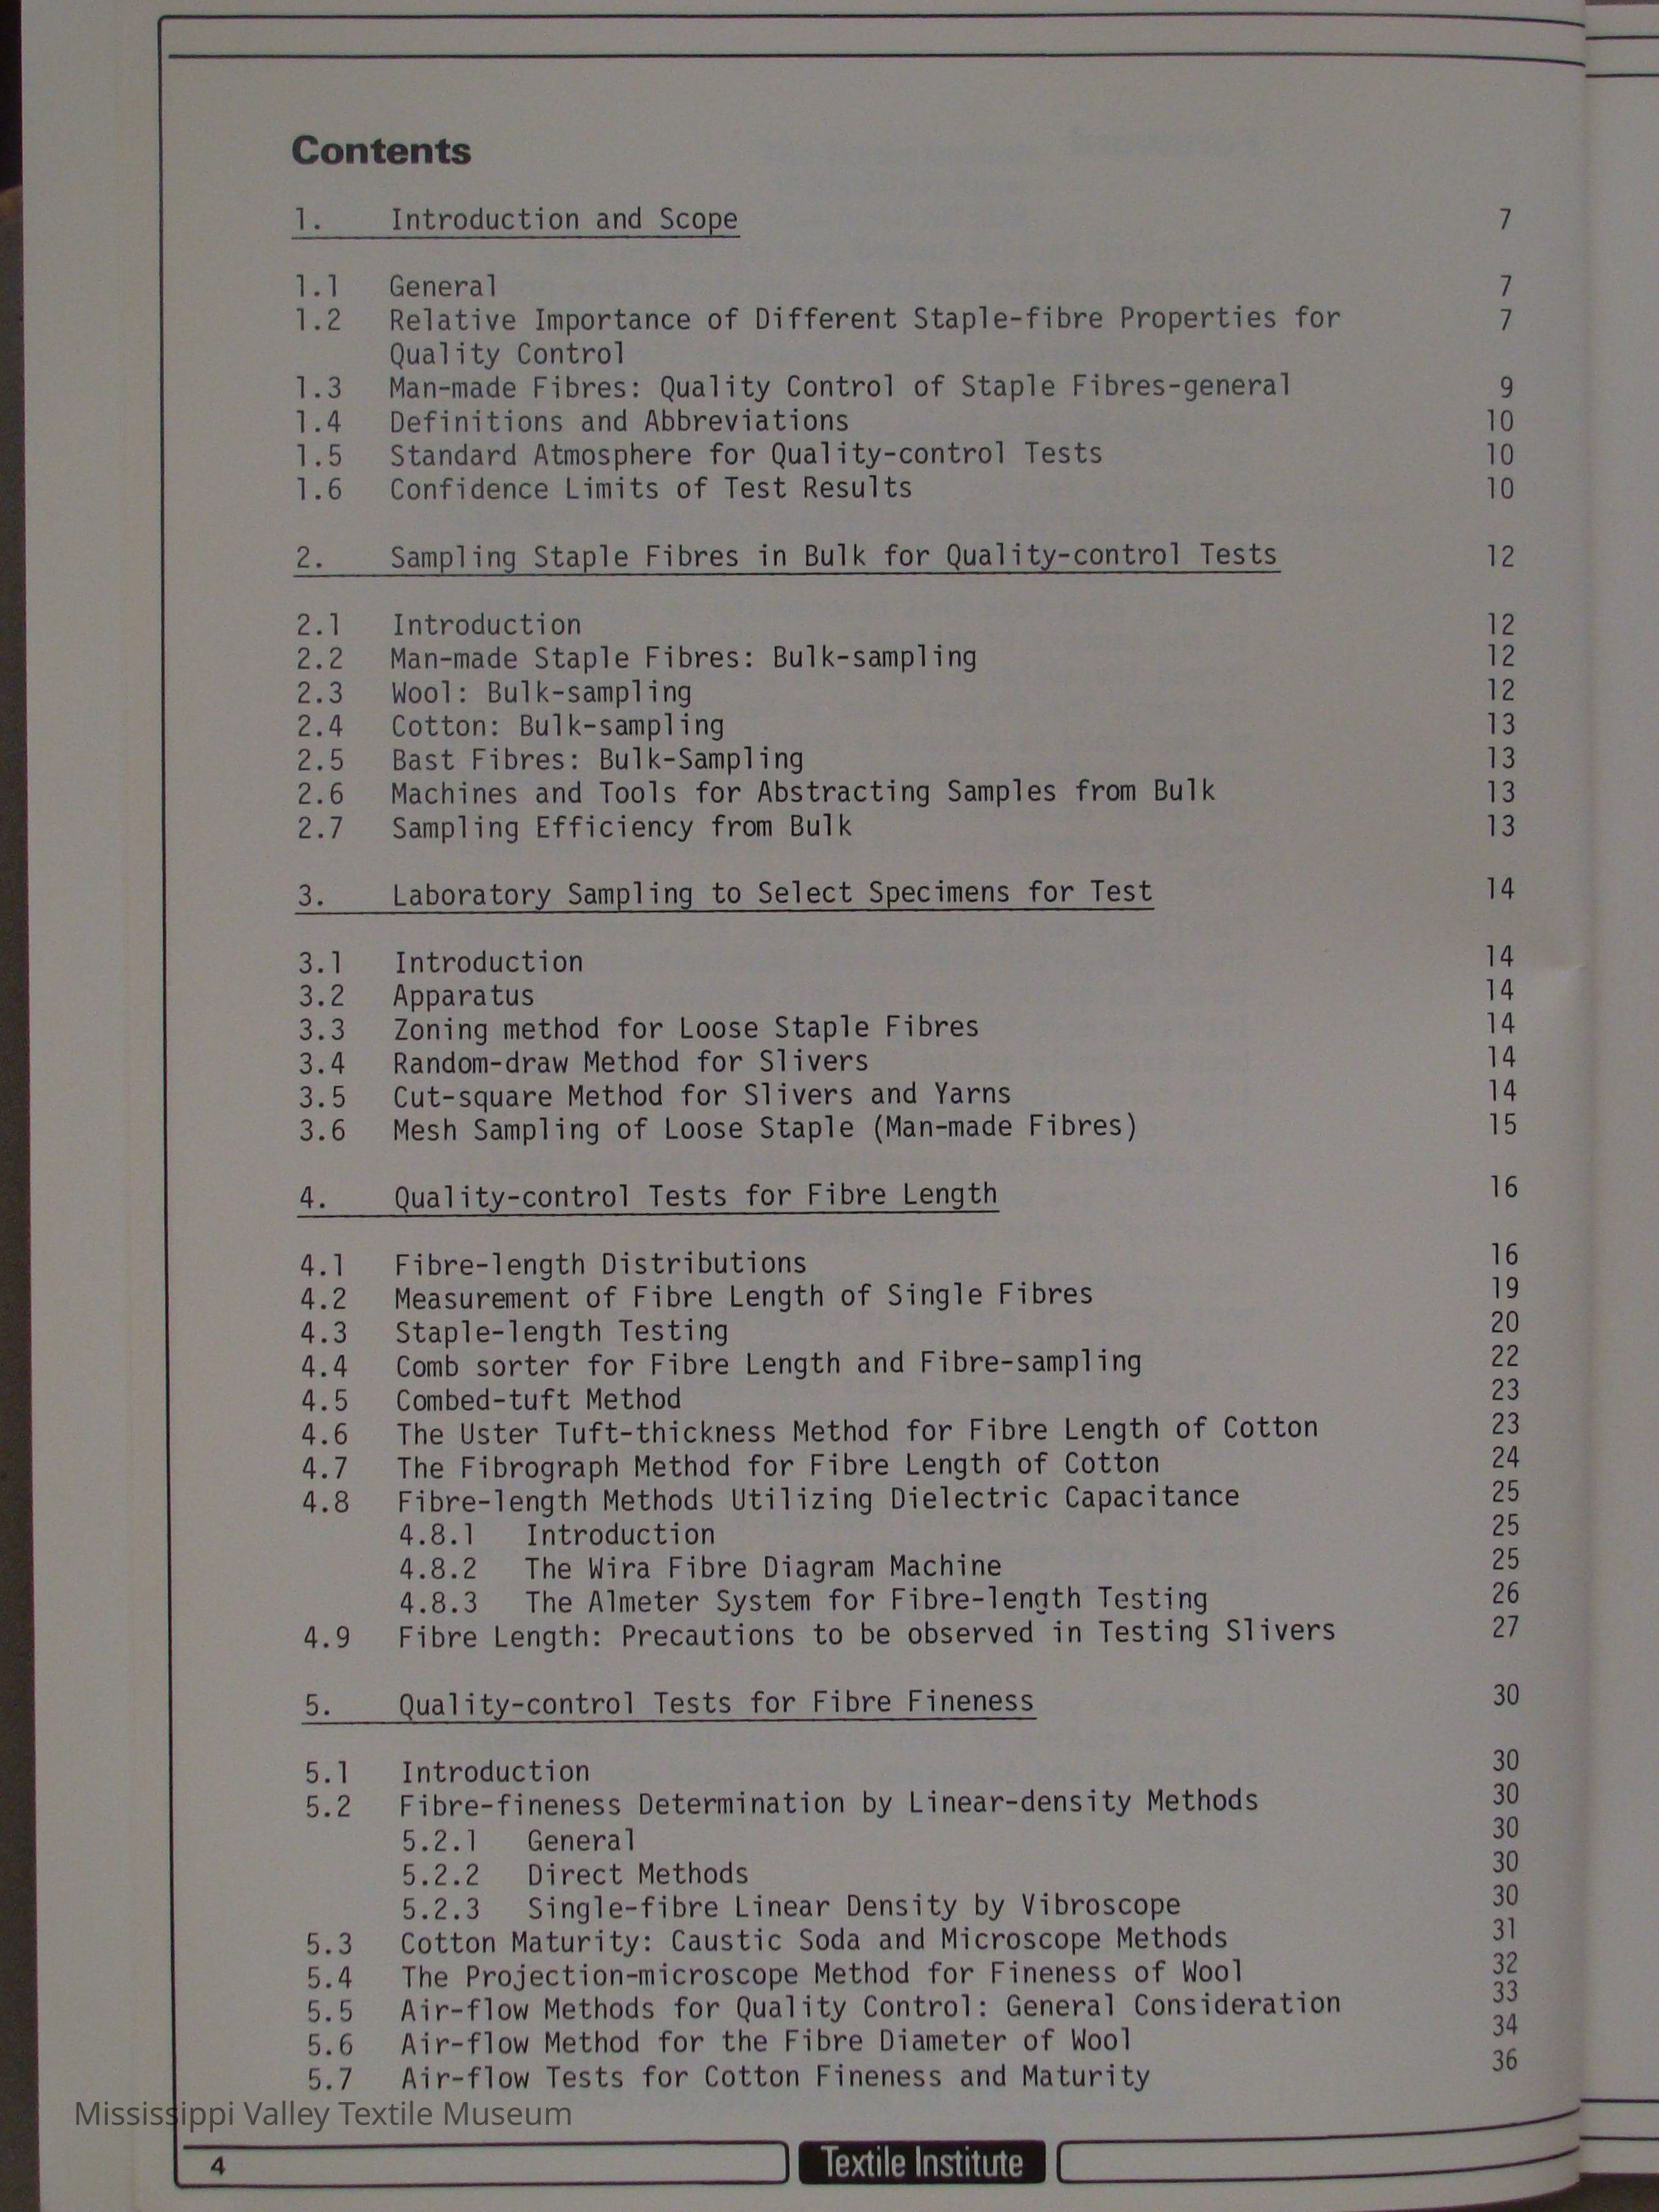 Contents
1. Introduction and Scope 7
1.1 General 7
1.2 Relative Importance of Different Staple-fibre Properties for 7
Quality Control
1.3 Man-made Fibres: Quality Control of Staple Fibres-general 9
1.4 Definitions and Abbreviations 10
1.5 Standard Atmosphere for Quality-control Tests 10
1.6 Confidence Limits of Test Results 10
2. Sampling Staple Fibres in Bulk for Quality-control Tests 12
2.1 Introduction 12
2.2 Man-made Staple Fibres: Bulk-sampling 12
2.3 Wool: Bulk-sampling 12
2.4 Cotton: Bulk-sampling 13
2.5 Bast Fibres: Bulk-Sampling 13
2.6 Machines and Tools for Abstracting Samples from Bulk 13
2.7 Sampling Efficiency from Bulk 13
3. Laboratory Sampling to Select Specimens for Test 14
3.1 Introduction 14
3.2 Apparatus 14
3.3 Zoning method for Loose Staple Fibres 14
3.4 Random-draw Method for Slivers 14
3.5 Cut-square Method for Slivers and Yarns 14
3.6 Mesh Sampling of Loose Staple (Man-made Fibres) 15
4. Quality-control Tests for Fibre Length 16
4.1 Fibre-length Distributions 16
4.2 Measurement of Fibre Length of Single Fibres 19
4.3 Staple-length Testing 20
4.4 Comb sorter for Fibre Length and Fibre-sampling 22
4.5 Combed-tuft Method 23
4.6 The Uster Tuft-thickness Method for Fibre Length of Cotton 23
4.7 The Fibrograph Method for Fibre Length of Cotton 24
4.8 Fibre-length Methods Utilizing Dielectric Capacitance 25
4.8.1 Introduction 25
4.8.2 The Wira Fibre Diagram Machine 25
4.8.3 The Almeter System for Fibre-length Testing 26
4.9 Fibre Length: Precautions to be observed in Testing Slivers 27
5. Quality-control Tests for Fibre Fineness 30
5.1 Introduction 30
5.2 Fibre-fineness Determination by Linear-density Methods 30
5.2.1 General 30
5.2.2 Direct Methods 30
5.2.3 Single-fibre Linear Density by Vibroscope 30
5.3 Cotton Maturity: Caustic Soda and Microscope Methods 31
5.4 The Projection-microscope Method for Fineness of Wool 32
5.5 Air-flow Methods for Quality Control: General Consideration 33
5.6 Air-flow Method for the Fibre Diameter of Wool 34
5.7 Air-flow Tests for Cotton Fineness and Maturity 36
Mississippi Valley Textile Museum
4 Textile Institute